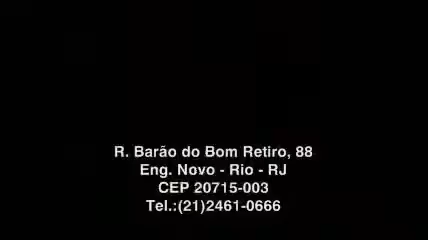 R. Barão do Bom Retiro, 88
Eng. Novo - Rio - RJ
CEP 20715-003
Tel.:(21)2461-0666